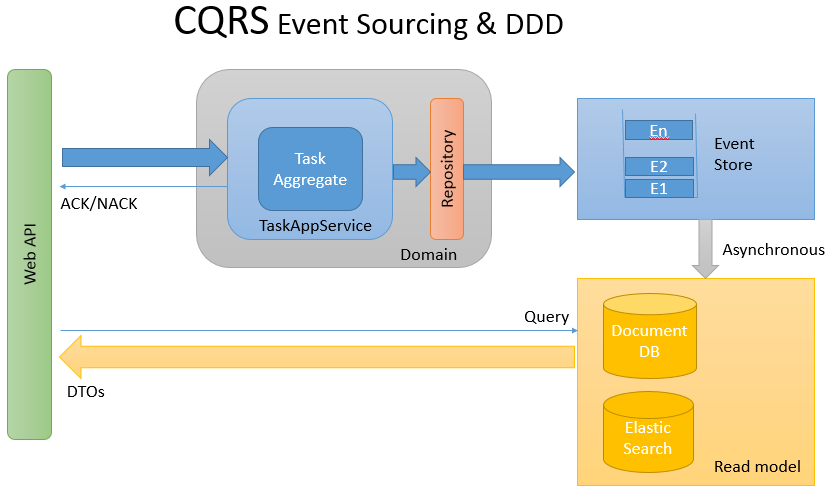 CQRS Event Sourcing & DDD
Web API
Task
Aggregate
TaskAppService
Repository
Domain
ACK/NACK
En
E2
E1
Event
Store
Asynchronous
Query
DTOs
Document
DB
Elastic
Search
Read model